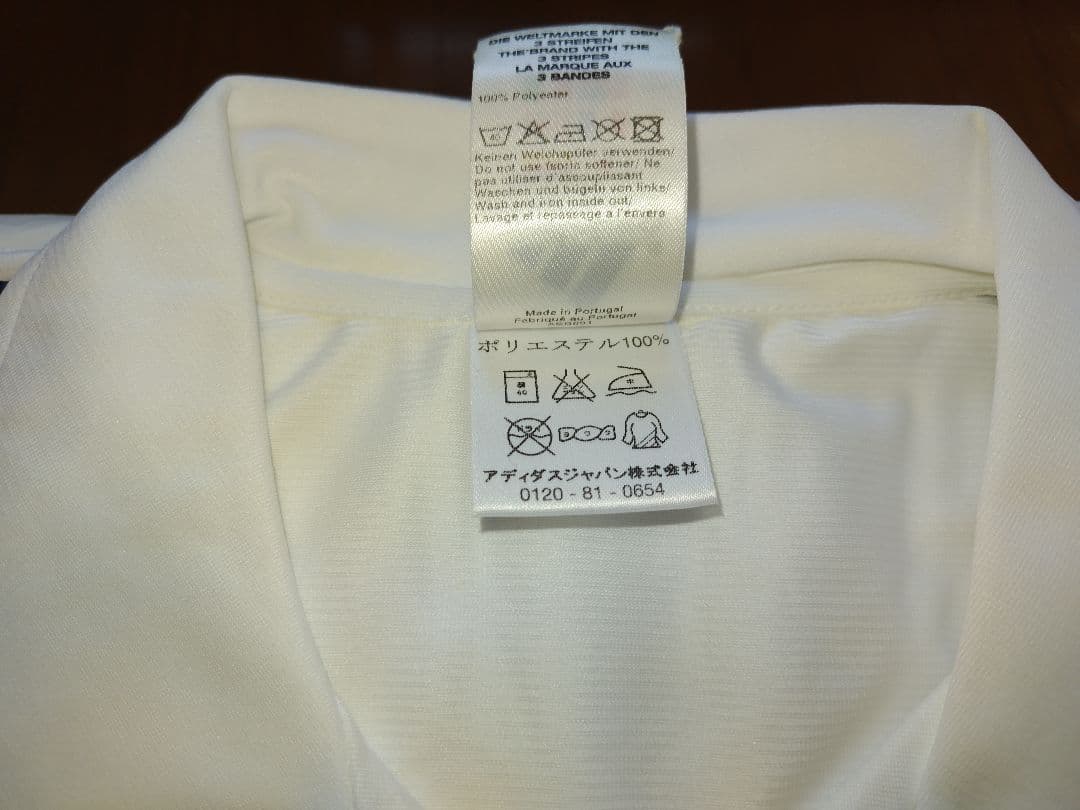 DIE WELTMARKE MIT DEN
3 STREIFEN
THE BRAND WITH THE
3 STRIPES
LA MARQUE AUX
3 BANDES
100% Polyester
Keinen Weichspüler verwenden/
Do not use fabric softener/ Ne
pas utiliser d'assouplissant
Waschen und bügeln von links/
Wash and iron inside out/
Lavage et repassage a l'envers
Made in Portugal
Fabriqué au Portugal
ポリエステル100%
アディダスジャパン株式会社
0120-81-0654